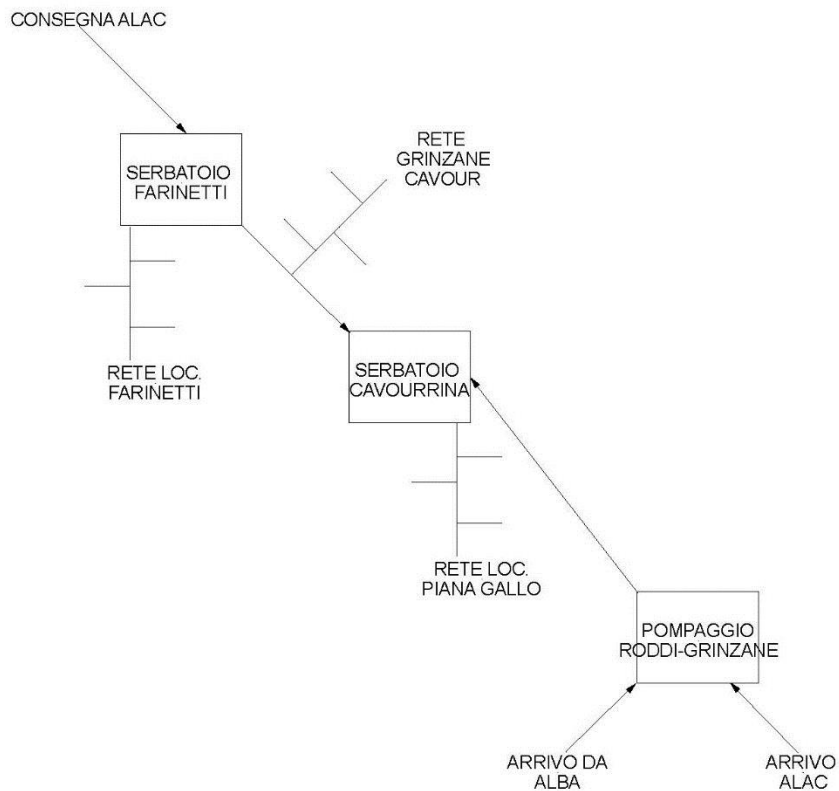 CONSEGNA ALAC
SERBATOIO
FARINETTI
RETE
GRINZANE
CAVOUR
RETE LOC.
FARINETTI
SERBATOIO
CAVOURRINA
RETE LOC.
PIANA GALLO
POMPAGGIO
RODDI-GRINZANE
ARRIVO DA
ALBA
ARRIVO
ALAC